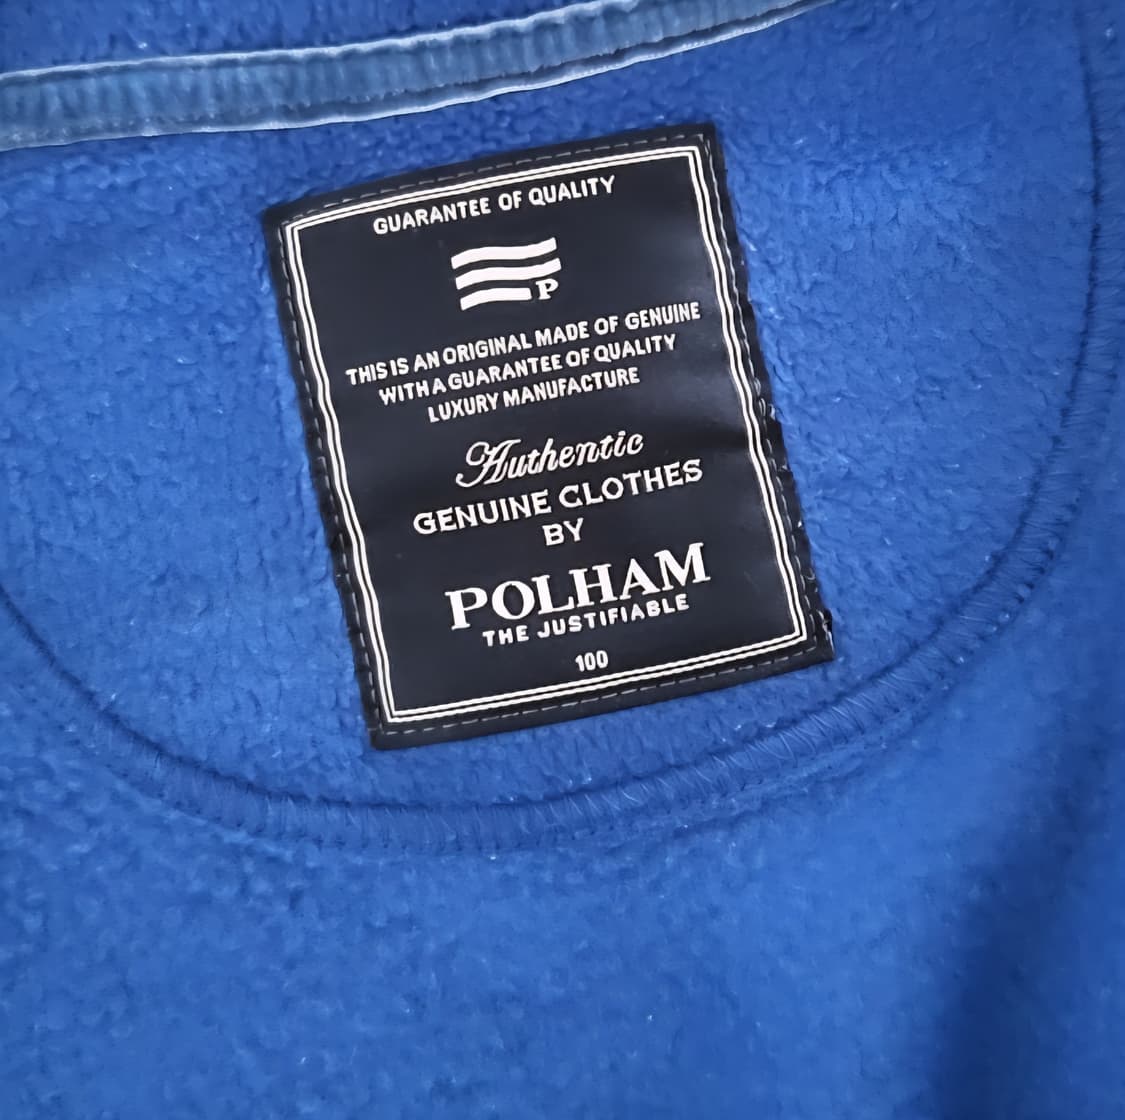 GUARANTEE OF QUALITY
P
THIS IS AN ORIGINAL MADE OF GENUINE
WITH A GUARANTEE OF QUALITY
LUXURY MANUFACTURE
Authentic
GENUINE CLOTHES
BY
POLHAM
THE JUSTIFIABLE
100